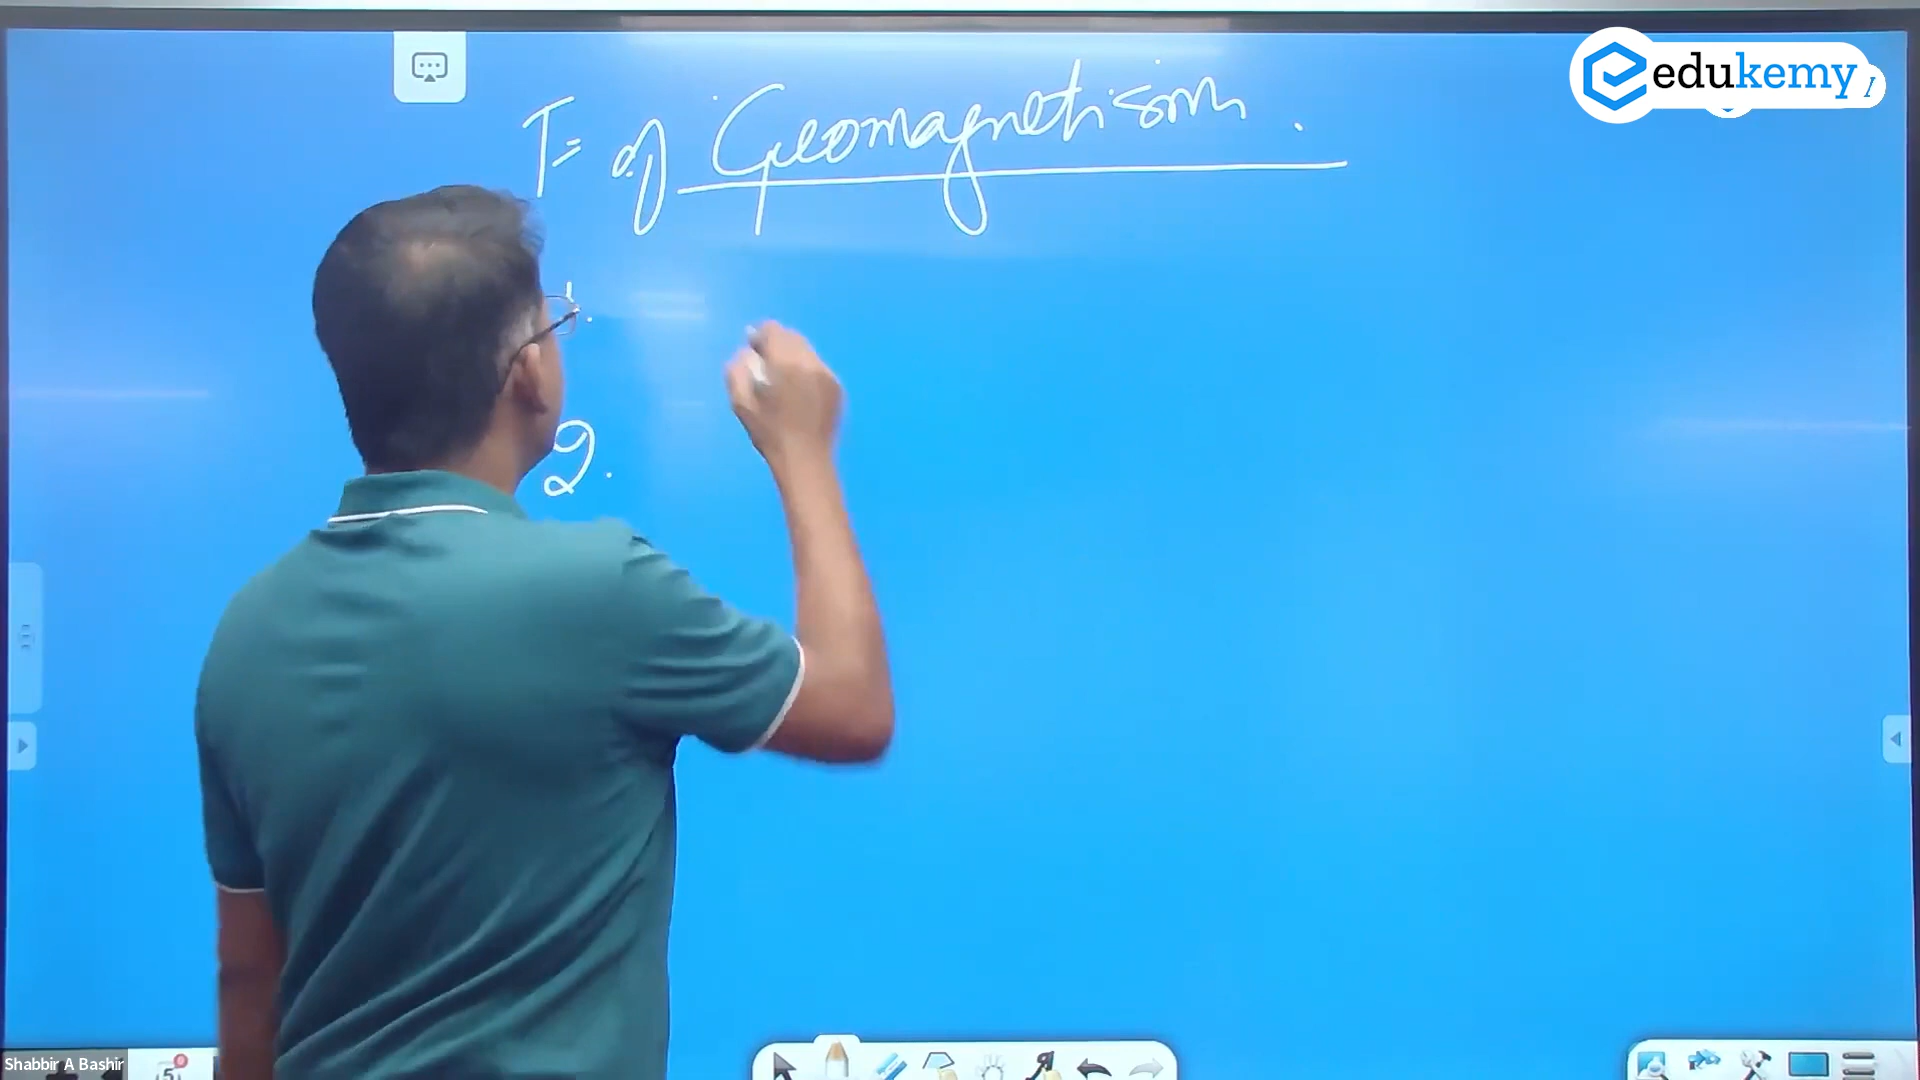 edukemy
T= of Geomagnetism.
1.
2.
Shabbir A Bashir